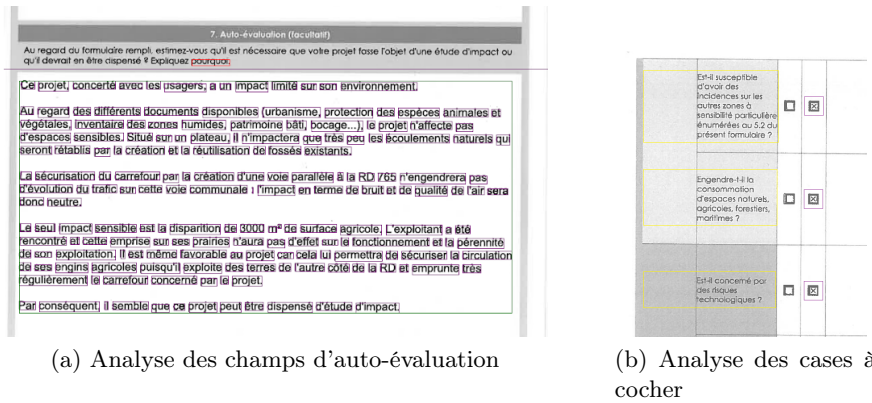 7. Auto-évaluation (facultatif)
Au regard du formulaire rempli, estimez-vous qu'il est nécessaire que votre projet fasse l'objet d'une étude d'impact ou
qu'il devrait en être dispensé ? Expliquez pourquoi.
Ce projet, concerté avec les usagers, a un impact limité sur son environnement.
Au regard des différents documents disponibles (urbanisme, protection des espèces animales et
végétales, inventaire des zones humides, patrimoine bâti, bocage...), le projet n'affecte pas
d'espaces sensibles. Situé sur un plateau, il n'impactera que très peu les écoulements naturels qui
seront rétablis par la création et la réutilisation de fossés existants.
La sécurisation du carrefour par la création d'une voie parallèle à la RD 765 n'engendrera pas
d'évolution du trafic sur cette voie communale : l'impact en terme de bruit et de qualité de l'air sera
donc neutre.
Le seul impact sensible est la disparition de 3000 m² de surface agricole. L'exploitant a été
rencontré et cette emprise sur ses prairies n'aura pas d'effet sur le fonctionnement et la pérennité
de son exploitation. Il est même favorable au projet car cela lui permettra de sécuriser la circulation
de ses engins agricoles puisqu'il exploite des terres de l'autre côté de la RD et emprunte très
régulièrement le carrefour concerné par le projet.
Par conséquent, il semble que ce projet peut être dispensé d'étude d'impact.
(a) Analyse des champs d'auto-évaluation
Est-il susceptible
d'avoir des
incidences sur les
autres zones à
sensibilité particulière
énumérées au 5.2 du
présent formulaire ?
Engendre-t-il la
consommation
d'espaces naturels,
agricoles, forestiers,
maritimes ?
Est-il concerné par
des risques
technologiques ?
(b) Analyse des cases à
cocher